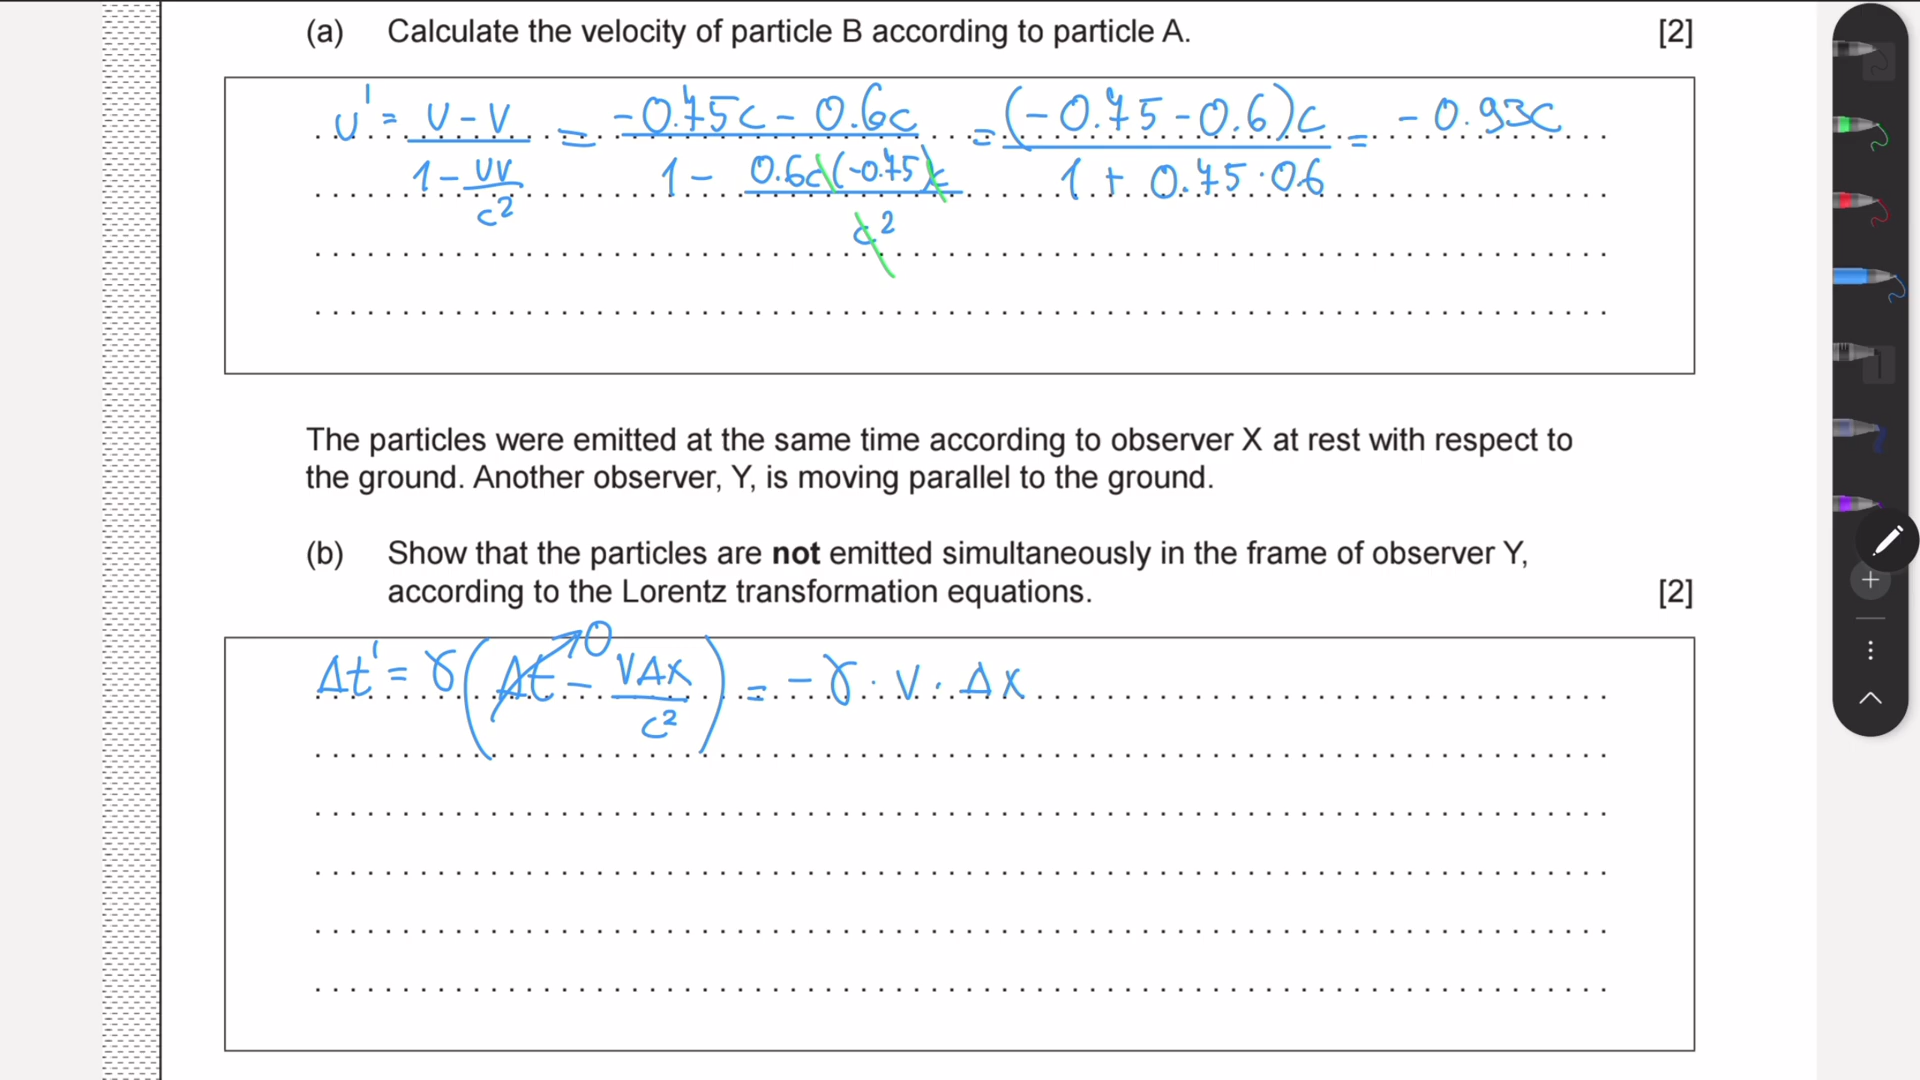 (a) Calculate the velocity of particle B according to particle A. [2]
u' = (u - v) / (1 - uv/c²) = (-0.75c - 0.6c) / (1 - 0.6c(-0.75)c/c²) = (-0.75 - 0.6)c / (1 + 0.75·06) = -0.93c
The particles were emitted at the same time according to observer X at rest with respect to
the ground. Another observer, Y, is moving parallel to the ground.
(b) Show that the particles are not emitted simultaneously in the frame of observer Y,
according to the Lorentz transformation equations. [2]
Δt' = γ(Δt→0 - vΔx/c²) = -γ · v · Δx